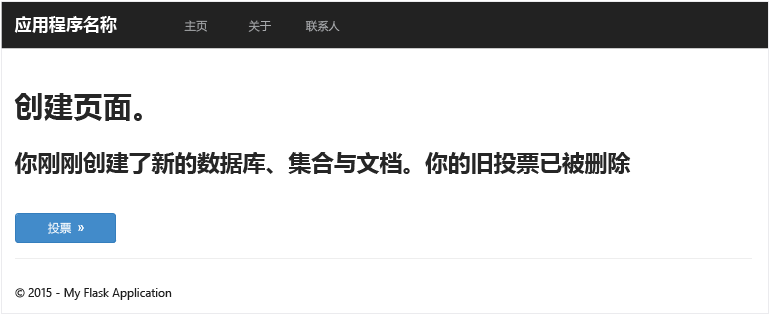 应用程序名称 主页 关于 联系人
创建页面。
你刚刚创建了新的数据库、集合与文档。你的旧投票已被删除
投票 »
© 2015 - My Flask Application